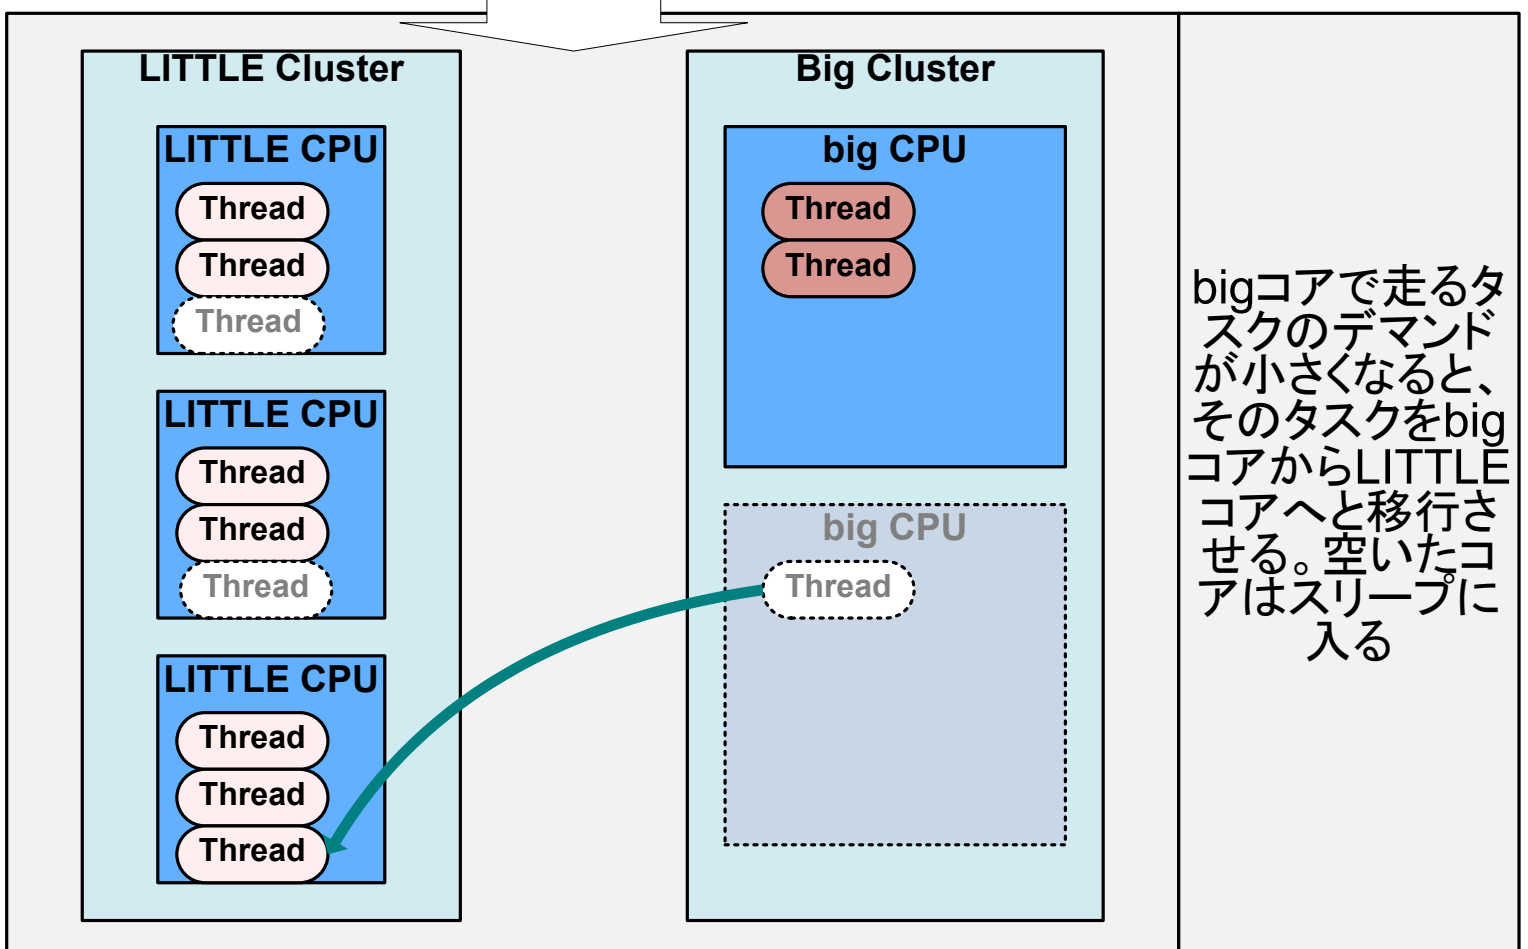 LITTLE Cluster
LITTLE CPU
Thread
Thread
Thread
LITTLE CPU
Thread
Thread
Thread
LITTLE CPU
Thread
Thread
Thread
Big Cluster
big CPU
Thread
Thread
big CPU
Thread
bigコアで走るタ
スクのデマンド
が小さくなると、
そのタスクをbig
コアからLITTLE
コアへと移行さ
せる。空いたコ
アはスリープに
入る